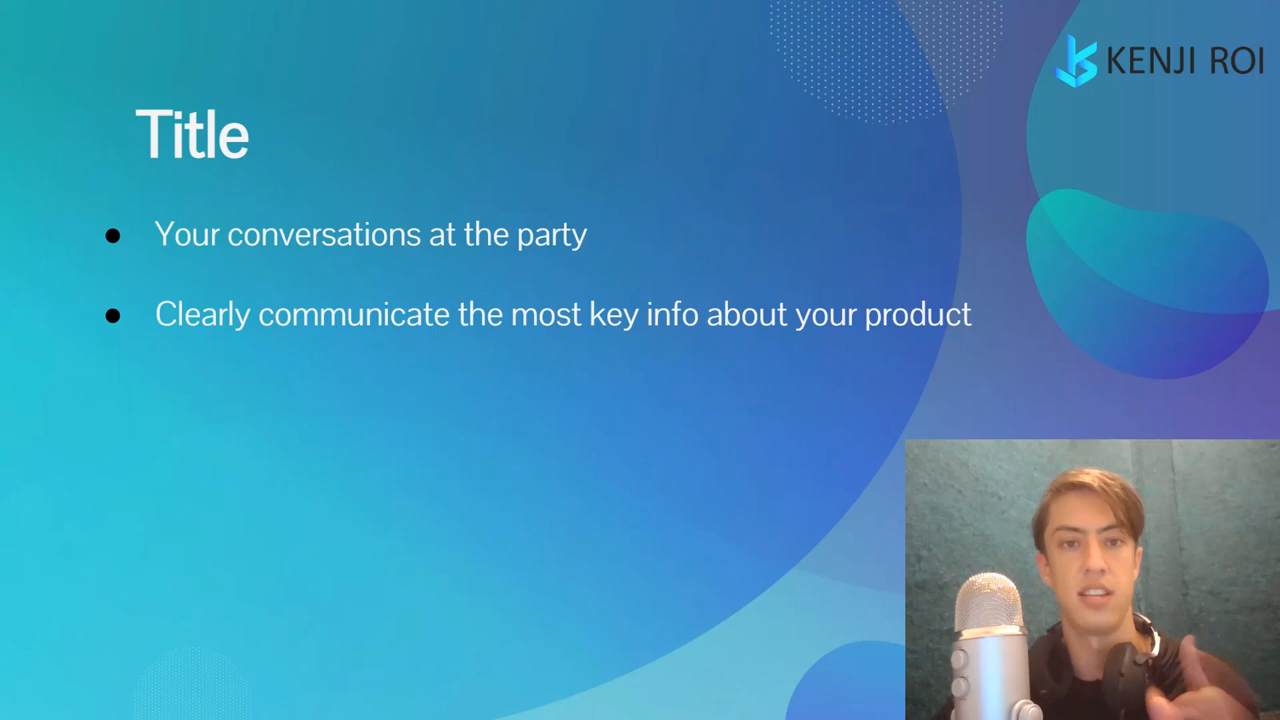 KENJI ROI
Title
● Your conversations at the party
● Clearly communicate the most key info about your product